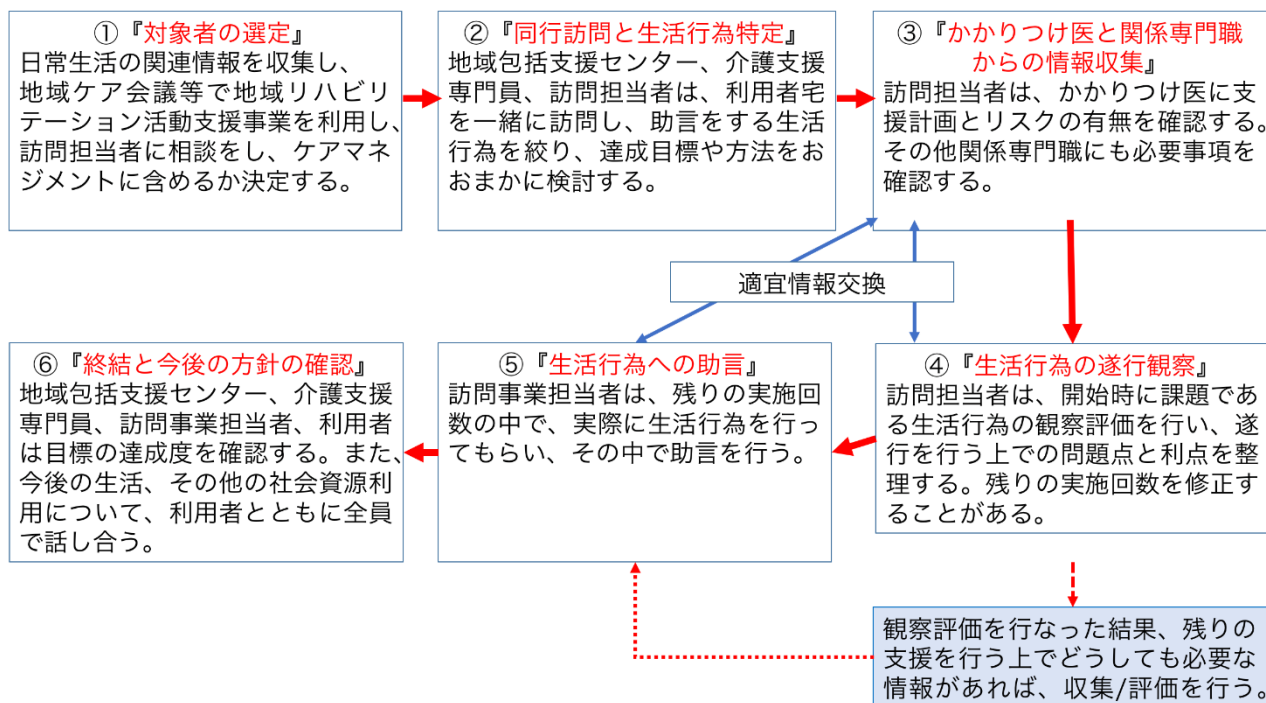 ①『対象者の選定』
日常生活の関連情報を収集し、
地域ケア会議等で地域リハビリ
テーション活動支援事業を利用し、
訪問担当者に相談をし、ケアマネ
ジメントに含めるか決定する。
②『同行訪問と生活行為特定』
地域包括支援センター、介護支援
専門員、訪問担当者は、利用者宅
を一緒に訪問し、助言をする生活
行為を絞り、達成目標や方法をお
おまかに検討する。
③『かかりつけ医と関係専門職
からの情報収集』
訪問担当者は、かかりつけ医に支
援計画とリスクの有無を確認する。
その他関係専門職にも必要事項を
確認する。
適宜情報交換
④『生活行為の遂行観察』
訪問担当者は、開始時に課題であ
る生活行為の観察評価を行い、遂
行を行う上での問題点と利点を整
理する。残りの実施回数を修正す
ることがある。
⑤『生活行為への助言』
訪問事業担当者は、残りの実施回
数の中で、実際に生活行為を行っ
てもらい、その中で助言を行う。
⑥『終結と今後の方針の確認』
地域包括支援センター、介護支援
専門員、訪問事業担当者、利用者
は目標の達成度を確認する。また、
今後の生活、その他の社会資源利
用について、利用者とともに全員
で話し合う。
観察評価を行なった結果、残りの
支援を行う上でどうしても必要な
情報があれば、収集/評価を行う。